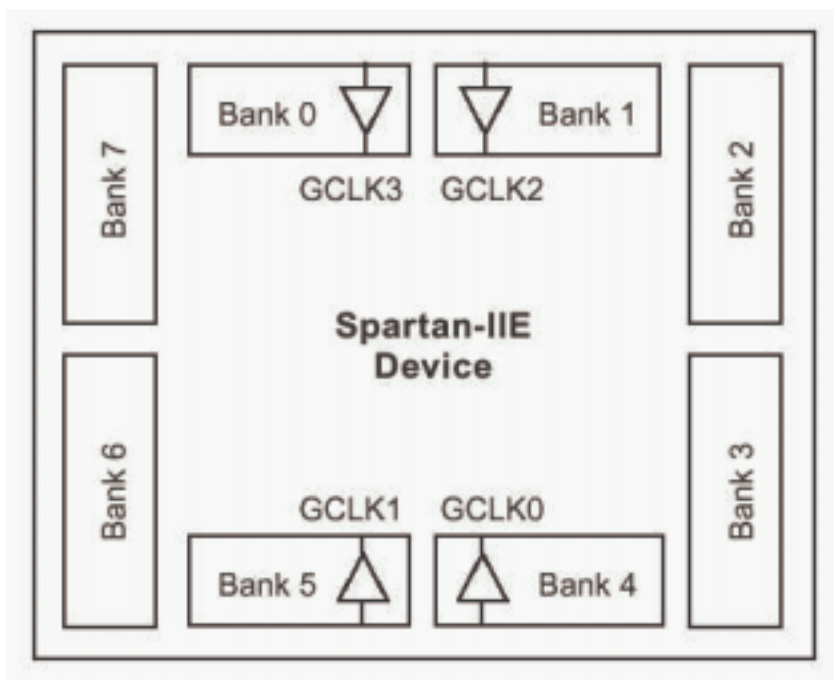 Bank 0
Bank 1
GCLK3
GCLK2
Bank 7
Bank 2
Spartan-IIE
Device
Bank 6
Bank 3
GCLK1
GCLK0
Bank 5
Bank 4